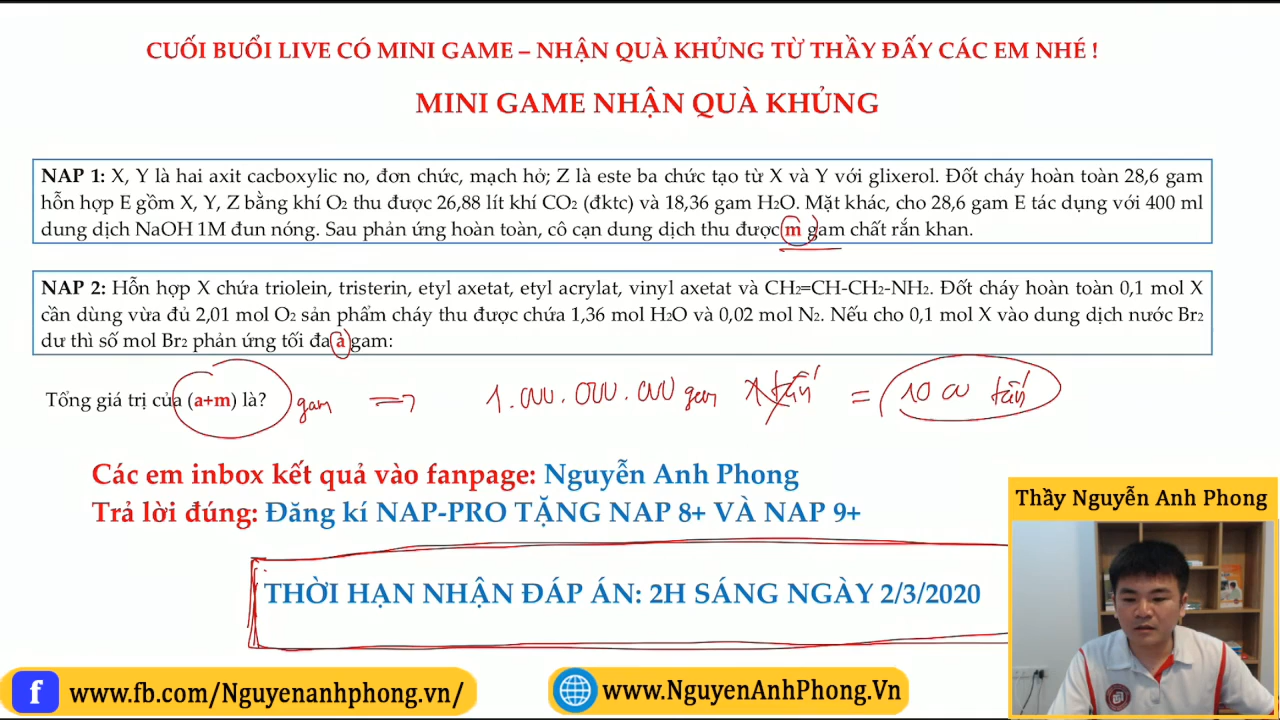 CUỐI BUỔI LIVE CÓ MINI GAME – NHẬN QUÀ KHỦNG TỪ THẦY ĐẤY CÁC EM NHÉ !
MINI GAME NHẬN QUÀ KHỦNG
NAP 1: X, Y là hai axit cacboxylic no, đơn chức, mạch hở; Z là este ba chức tạo từ X và Y với glixerol. Đốt cháy hoàn toàn 28,6 gam
hỗn hợp E gồm X, Y, Z bằng khí O₂ thu được 26,88 lít khí CO₂ (đktc) và 18,36 gam H₂O. Mặt khác, cho 28,6 gam E tác dụng với 400 ml
dung dịch NaOH 1M đun nóng. Sau phản ứng hoàn toàn, cô cạn dung dịch thu được m gam chất rắn khan.
NAP 2: Hỗn hợp X chứa triolein, tristerin, etyl axetat, etyl acrylat, vinyl axetat và CH₂=CH-CH₂-NH₂. Đốt cháy hoàn toàn 0,1 mol X
cần dùng vừa đủ 2,01 mol O₂ sản phẩm cháy thu được chứa 1,36 mol H₂O và 0,02 mol N₂. Nếu cho 0,1 mol X vào dung dịch nước Br₂
dư thì số mol Br₂ phản ứng tối đa a gam:
Tổng giá trị của (a+m) là? gam => 1.000.000.000 gam tấn = 1000 tấn
Các em inbox kết quả vào fanpage: Nguyễn Anh Phong
Trả lời đúng: Đăng kí NAP-PRO TẶNG NAP 8+ VÀ NAP 9+
Thầy Nguyễn Anh Phong
THỜI HẠN NHẬN ĐÁP ÁN: 2H SÁNG NGÀY 2/3/2020
f www.fb.com/Nguyenanhphong.vn/
www.NguyenAnhPhong.Vn